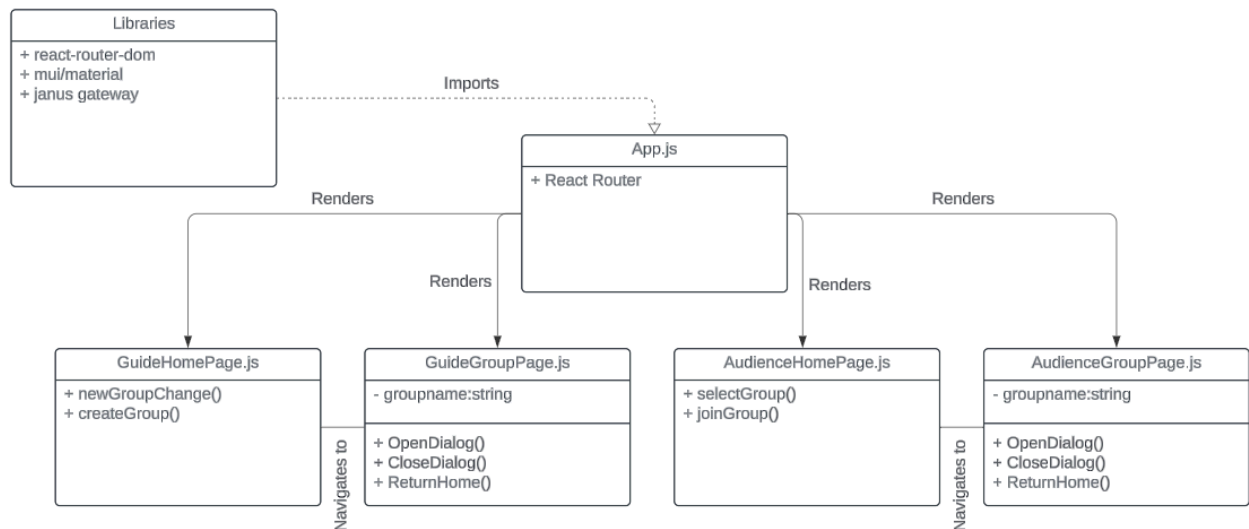 Libraries
+ react-router-dom
+ mui/material
+ janus gateway
Imports
App.js
+ React Router
Renders
Renders
Renders
Renders
GuideHomePage.js
+ newGroupChange()
+ createGroup()
Navigates to
GuideGroupPage.js
- groupname:string
+ OpenDialog()
+ CloseDialog()
+ ReturnHome()
AudienceHomePage.js
+ selectGroup()
+ joinGroup()
Navigates to
AudienceGroupPage.js
- groupname:string
+ OpenDialog()
+ CloseDialog()
+ ReturnHome()